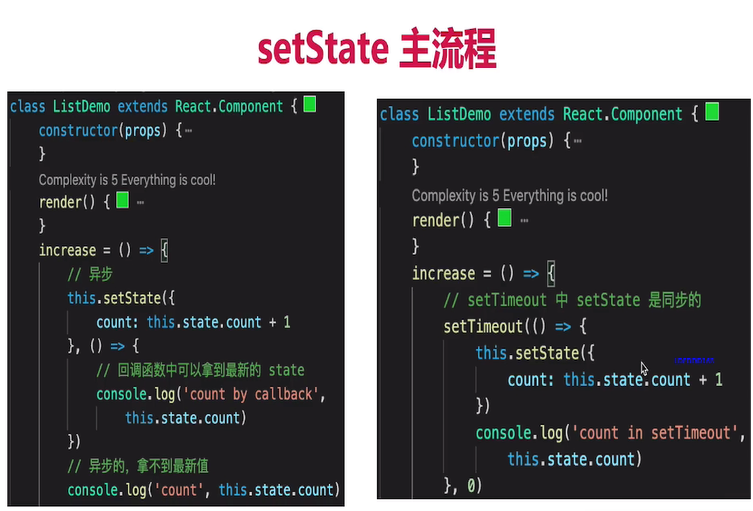 setState 主流程
class ListDemo extends React.Component {
constructor(props) {⋯
}
Complexity is 5 Everything is cool!
render() { ⋯
}
increase = () => {
// 异步
this.setState({
count: this.state.count + 1
}, () => {
// 回调函数中可以拿到最新的 state
console.log('count by callback',
this.state.count)
})
// 异步的，拿不到最新值
console.log('count', this.state.count)
class ListDemo extends React.Component {
constructor(props) {⋯
}
Complexity is 5 Everything is cool!
render() { ⋯
}
increase = () => {
// setTimeout 中 setState 是同步的
setTimeout(() => {
this.setState({
count: this.state.count + 1
})
console.log('count in setTimeout',
this.state.count)
}, 0)